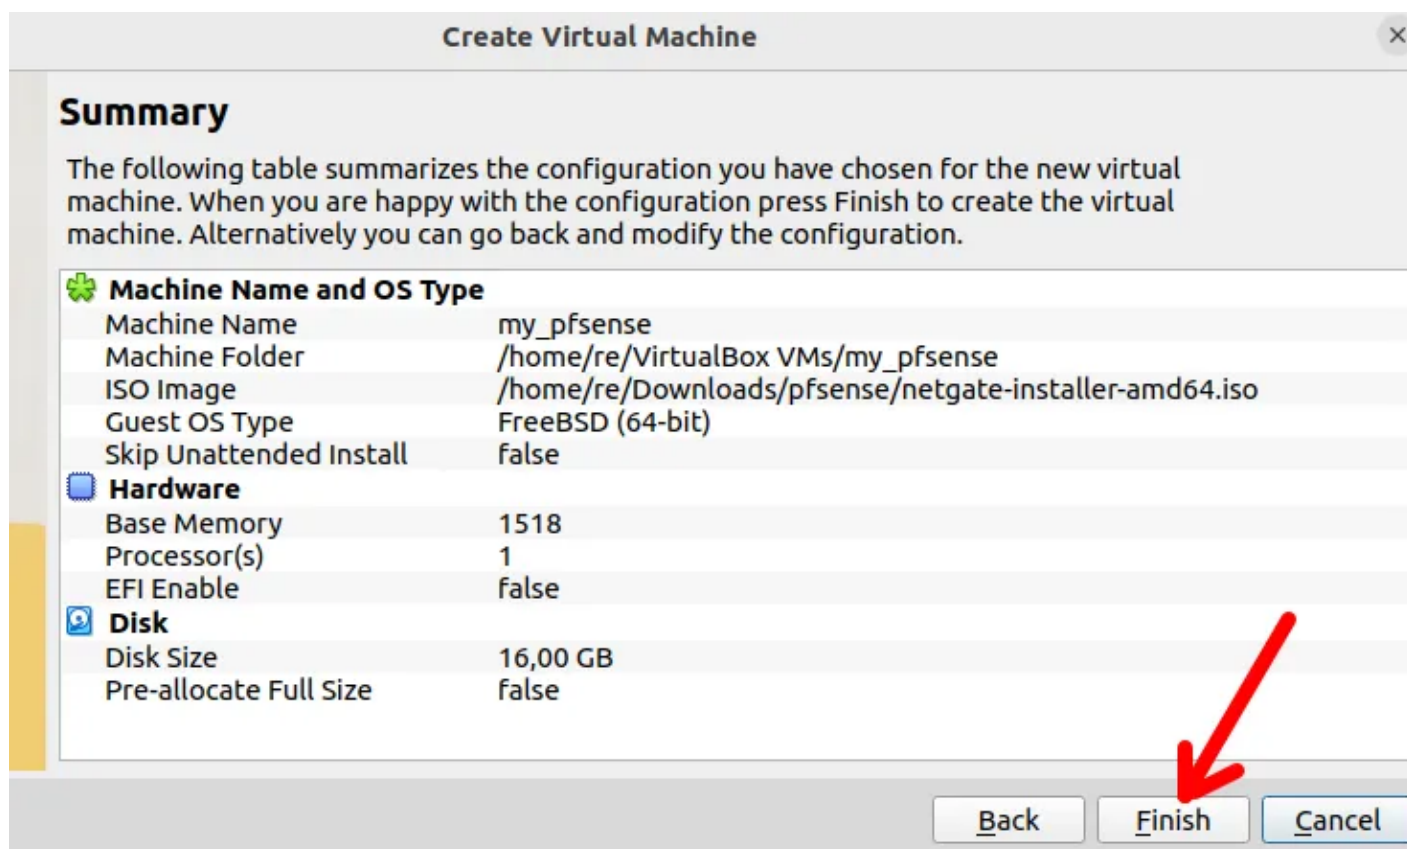 Create Virtual Machine
Summary
The following table summarizes the configuration you have chosen for the new virtual
machine. When you are happy with the configuration press Finish to create the virtual
machine. Alternatively you can go back and modify the configuration.
Machine Name and OS Type
Machine Name my_pfsense
Machine Folder /home/re/VirtualBox VMs/my_pfsense
ISO Image /home/re/Downloads/pfsense/netgate-installer-amd64.iso
Guest OS Type FreeBSD (64-bit)
Skip Unattended Install false
Hardware
Base Memory 1518
Processor(s) 1
EFI Enable false
Disk
Disk Size 16,00 GB
Pre-allocate Full Size false
Back Finish Cancel